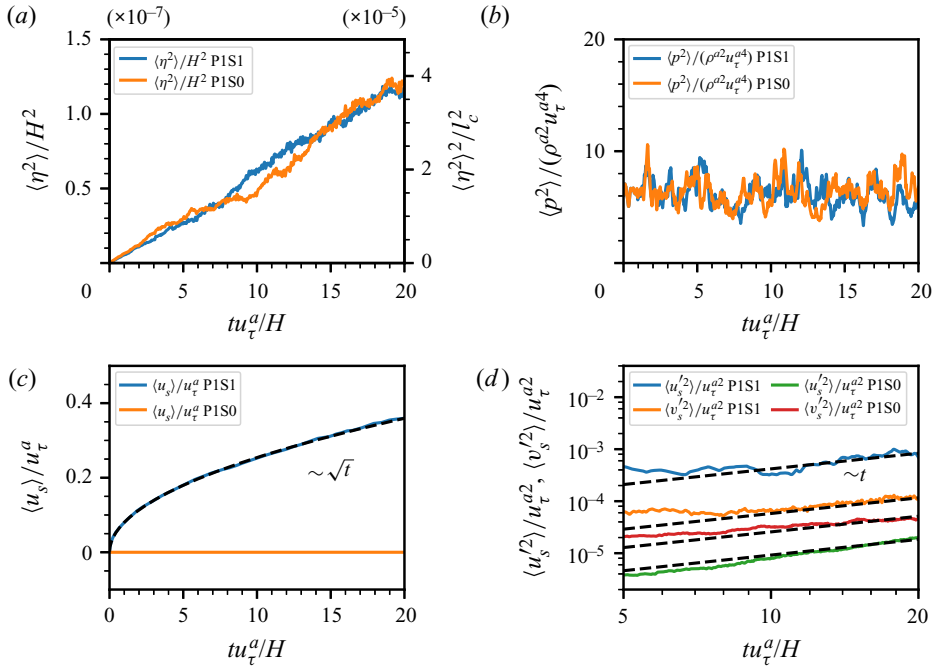 (a)
(×10⁻⁷)
(×10⁻⁵)
1.5
1.0
0.5
0
⟨η²⟩/H² P1S1
⟨η²⟩/H² P1S0
⟨η²⟩/H²
4
2
0
⟨η²⟩²/l_c²
5
10
15
20
tu_τ^a/H
(b)
20
10
⟨p²⟩/(ρ^{a2}u_τ^{a4}) P1S1
⟨p²⟩/(ρ^{a2}u_τ^{a4}) P1S0
⟨p²⟩/(ρ^{a2}u_τ^{a4})
0
5
10
15
20
tu_τ^a/H
(c)
0.4
0.2
0
⟨u_s⟩/u_τ^a P1S1
⟨u_s⟩/u_τ^a P1S0
⟨u_s⟩/u_τ^a
~√t
0
5
10
15
20
tu_τ^a/H
(d)
10⁻⁴
10⁻³
10⁻⁴
10⁻⁵
⟨u_s′²⟩/u_τ^{a2} P1S1
⟨v_s′²⟩/u_τ^{a2} P1S1
⟨u_s′²⟩/u_τ^{a2} P1S0
⟨v_s′²⟩/u_τ^{a2} P1S0
⟨u_s′²⟩/u_τ^{a2}, ⟨v_s′²⟩/u_τ^{a2}
~t
5
10
20
tu_τ^a/H